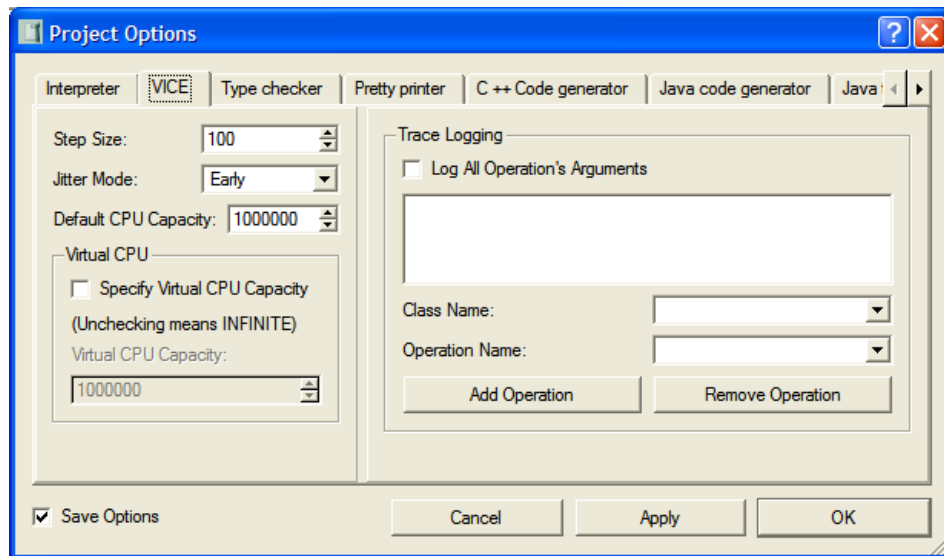 Project Options
Interpreter VICE Type checker Pretty printer C ++ Code generator Java code generator Java
Step Size: 100
Jitter Mode: Early
Default CPU Capacity: 1000000
Virtual CPU
Specify Virtual CPU Capacity
(Unchecking means INFINITE)
Virtual CPU Capacity:
1000000
Trace Logging
Log All Operation's Arguments
Class Name:
Operation Name:
Add Operation Remove Operation
Save Options Cancel Apply OK